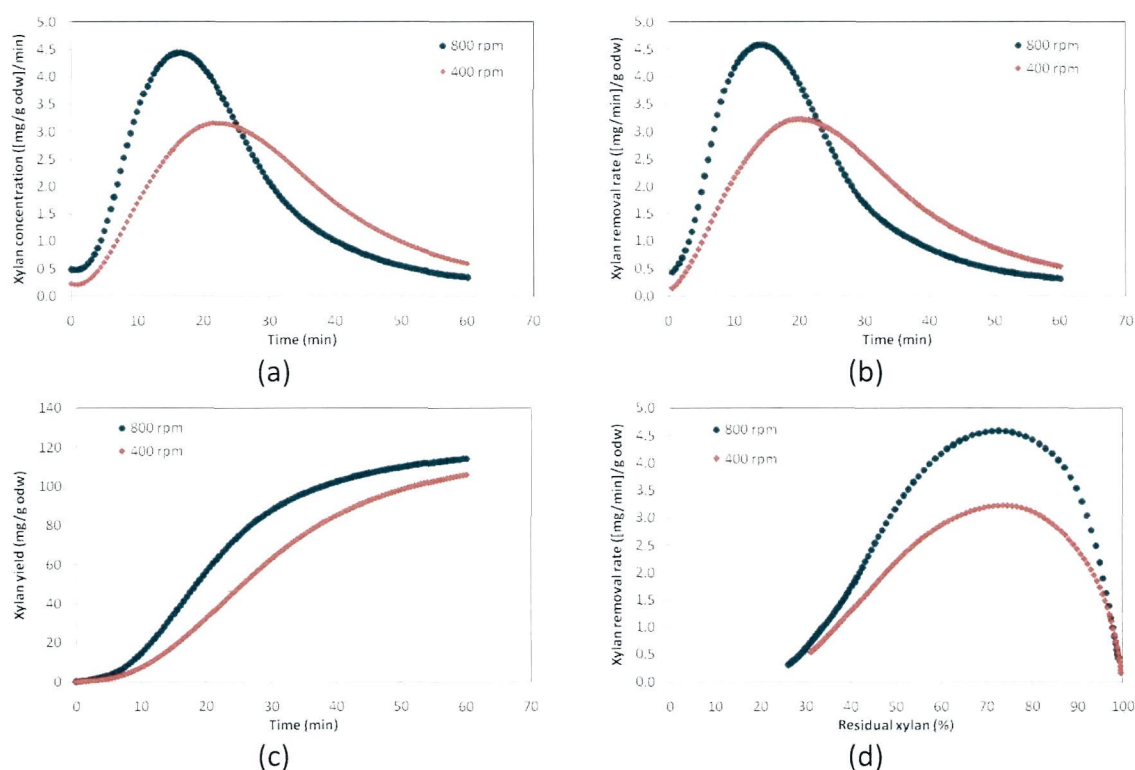 Xylan concentration ([mg/g odw]/min)
5.0
4.5
4.0
3.5
3.0
2.5
2.0
1.5
1.0
0.5
0.0
800 rpm
400 rpm
0 10 20 30 40 50 60 70
Time (min)
(a)
Xylan removal rate ([mg/min]/g odw)
5.0
4.5
4.0
3.5
3.0
2.5
2.0
1.5
1.0
0.5
0.0
800 rpm
400 rpm
0 10 20 30 40 50 60 70
Time (min)
(b)
Xylan yield (mg/g odw)
140
120
100
80
60
40
20
0
800 rpm
400 rpm
0 10 20 30 40 50 60 70
Time (min)
(c)
Xylan removal rate ([mg/min]/g odw)
5.0
4.5
4.0
3.5
3.0
2.5
2.0
1.5
1.0
0.5
0.0
800 rpm
400 rpm
0 10 20 30 40 50 60 70 80 90 100
Residual xylan (%)
(d)